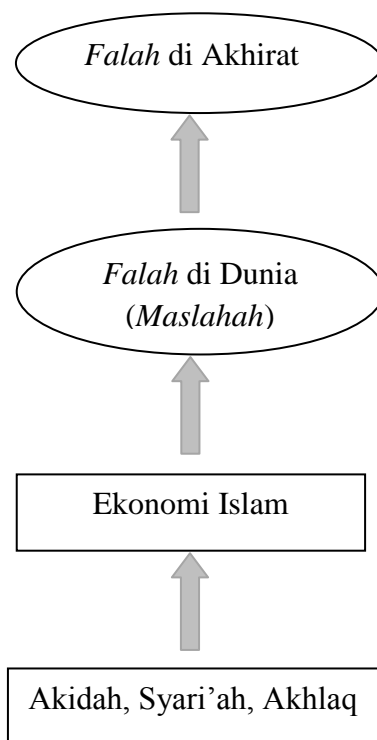 Falah di Akhirat
Falah di Dunia
(Maslahah)
Ekonomi Islam
Akidah, Syari’ah, Akhlaq